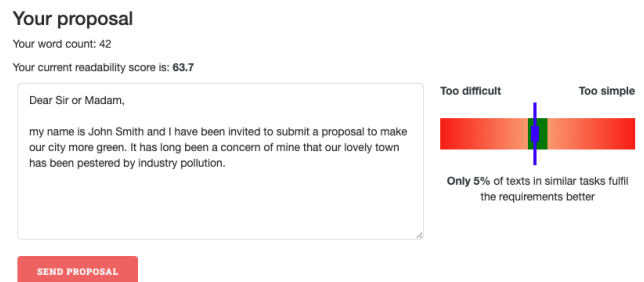 Your proposal
Your word count: 42
Your current readability score is: 63.7
Dear Sir or Madam,
my name is John Smith and I have been invited to submit a proposal to make
our city more green. It has long been a concern of mine that our lovely town
has been pestered by industry pollution.
Too difficult Too simple
Only 5% of texts in similar tasks fulfil
the requirements better
SEND PROPOSAL